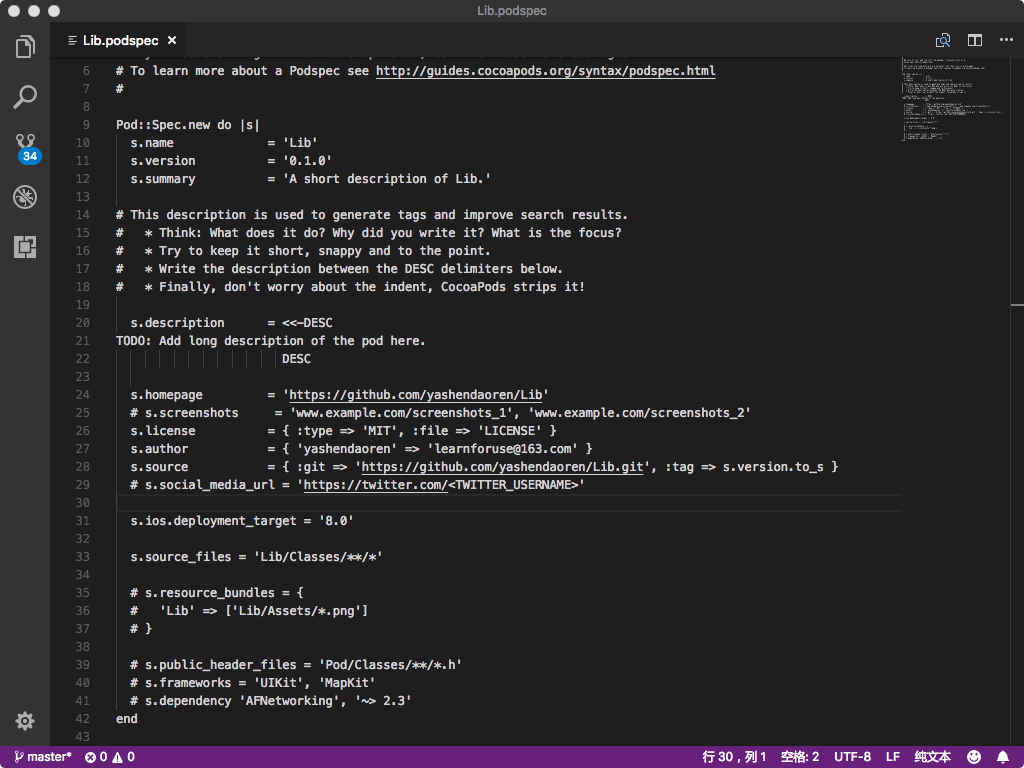 Lib.podspec
Lib.podspec ×
6 # To learn more about a Podspec see http://guides.cocoapods.org/syntax/podspec.html
7 #
8
9 Pod::Spec.new do |s|
10   s.name             = 'Lib'
11   s.version          = '0.1.0'
12   s.summary          = 'A short description of Lib.'
13
14 # This description is used to generate tags and improve search results.
15 #   * Think: What does it do? Why did you write it? What is the focus?
16 #   * Try to keep it short, snappy and to the point.
17 #   * Write the description between the DESC delimiters below.
18 #   * Finally, don't worry about the indent, CocoaPods strips it!
19
20   s.description      = <<-DESC
21 TODO: Add long description of the pod here.
22                        DESC
23
24   s.homepage         = 'https://github.com/yashendaoren/Lib'
25   # s.screenshots     = 'www.example.com/screenshots_1', 'www.example.com/screenshots_2'
26   s.license          = { :type => 'MIT', :file => 'LICENSE' }
27   s.author           = { 'yashendaoren' => 'learnforuse@163.com' }
28   s.source           = { :git => 'https://github.com/yashendaoren/Lib.git', :tag => s.version.to_s }
29   # s.social_media_url = 'https://twitter.com/<TWITTER_USERNAME>'
30
31   s.ios.deployment_target = '8.0'
32
33   s.source_files = 'Lib/Classes/**/*'
34
35   # s.resource_bundles = {
36   #   'Lib' => ['Lib/Assets/*.png']
37   # }
38
39   # s.public_header_files = 'Pod/Classes/**/*.h'
40   # s.frameworks = 'UIKit', 'MapKit'
41   # s.dependency 'AFNetworking', '~> 2.3'
42 end
43
34
master* 0 0 行 30，列 1 空格: 2 UTF-8 LF 纯文本